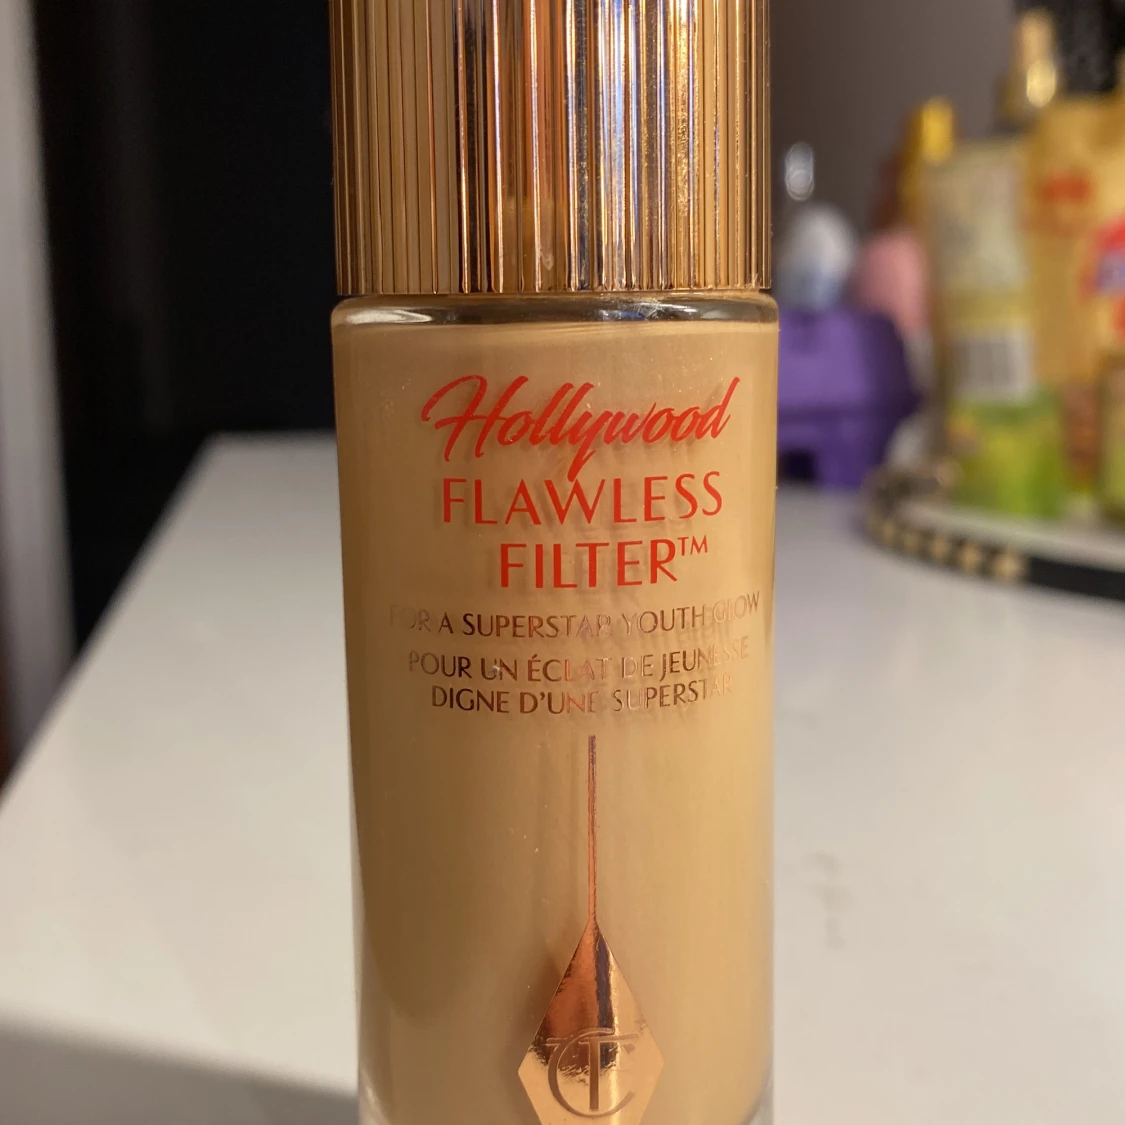 Hollywood
FLAWLESS
FILTER™
FOR A SUPERSTAR YOUTH GLOW
POUR UN ÉCLAT DE JEUNESSE
DIGNE D'UNE SUPERSTAR
CT